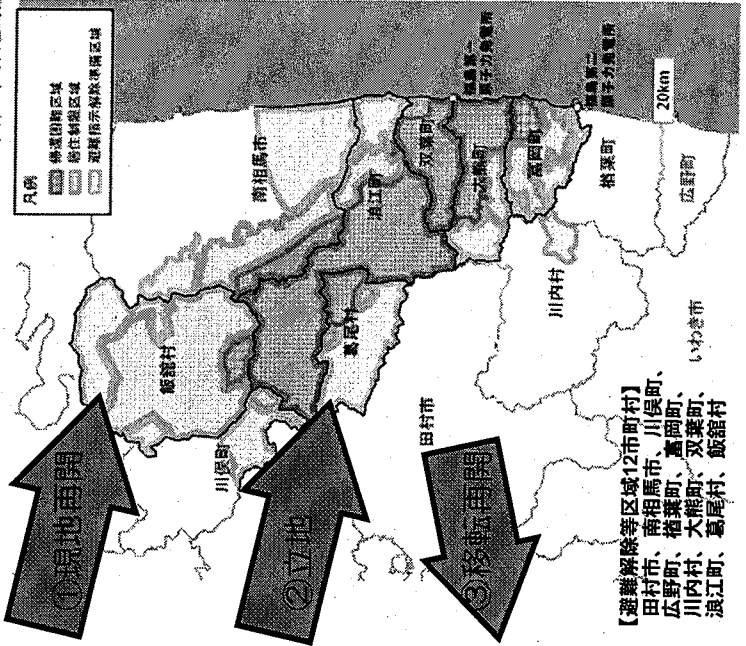 凡例
帰還困難区域
居住制限区域
避難指示解除準備区域
①現地再開
②立地
③移転再開
飯舘村
川俣町
南相馬市
浪江町
葛尾村
双葉町
大熊町
富岡町
田村市
川内村
楢葉町
広野町
いわき市
福島第一
原子力発電所
福島第二
原子力発電所
20km
【避難解除等区域12市町村】
田村市、南相馬市、川俣町、
広野町、楢葉町、富岡町、
川内村、大熊町、双葉町、
浪江町、葛尾村、飯舘村